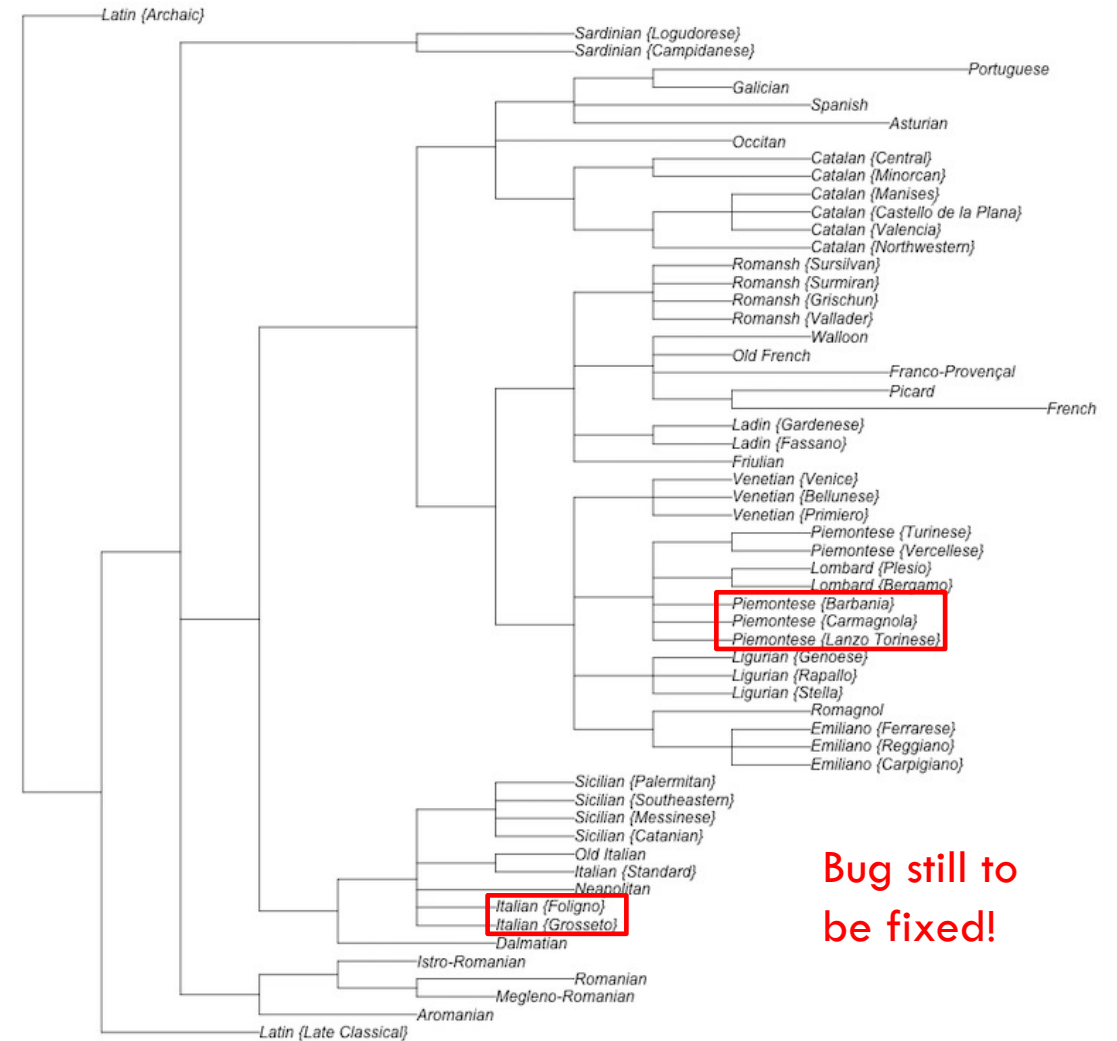 Latin {Archaic}
Sardinian {Logudorese}
Sardinian {Campidanese}
Portuguese
Galician
Spanish
Asturian
Occitan
Catalan {Central}
Catalan {Minorcan}
Catalan {Manises}
Catalan {Castello de la Plana}
Catalan {Valencia}
Catalan {Northwestern}
Romansh {Sursilvan}
Romansh {Surmiran}
Romansh {Grischun}
Romansh {Vallader}
Walloon
Old French
Franco-Provençal
Picard
French
Ladin {Gardenese}
Ladin {Fassano}
Friulian
Venetian {Venice}
Venetian {Bellunese}
Venetian {Primiero}
Piemontese {Turinese}
Piemontese {Vercellese}
Lombard {Plesio}
Lombard {Bergamo}
Piemontese {Barbania}
Piemontese {Carmagnola}
Piemontese {Lanzo Torinese}
Ligurian {Genoese}
Ligurian {Rapallo}
Ligurian {Stella}
Romagnol
Emiliano {Ferrarese}
Emiliano {Reggiano}
Emiliano {Carpigiano}
Sicilian {Palermitan}
Sicilian {Southeastern}
Sicilian {Messinese}
Sicilian {Catanian}
Old Italian
Italian {Standard}
Neapolitan
Italian {Foligno}
Italian {Grosseto}
Dalmatian
Istro-Romanian
Romanian
Megleno-Romanian
Aromanian
Latin {Late Classical}
Bug still to
be fixed!